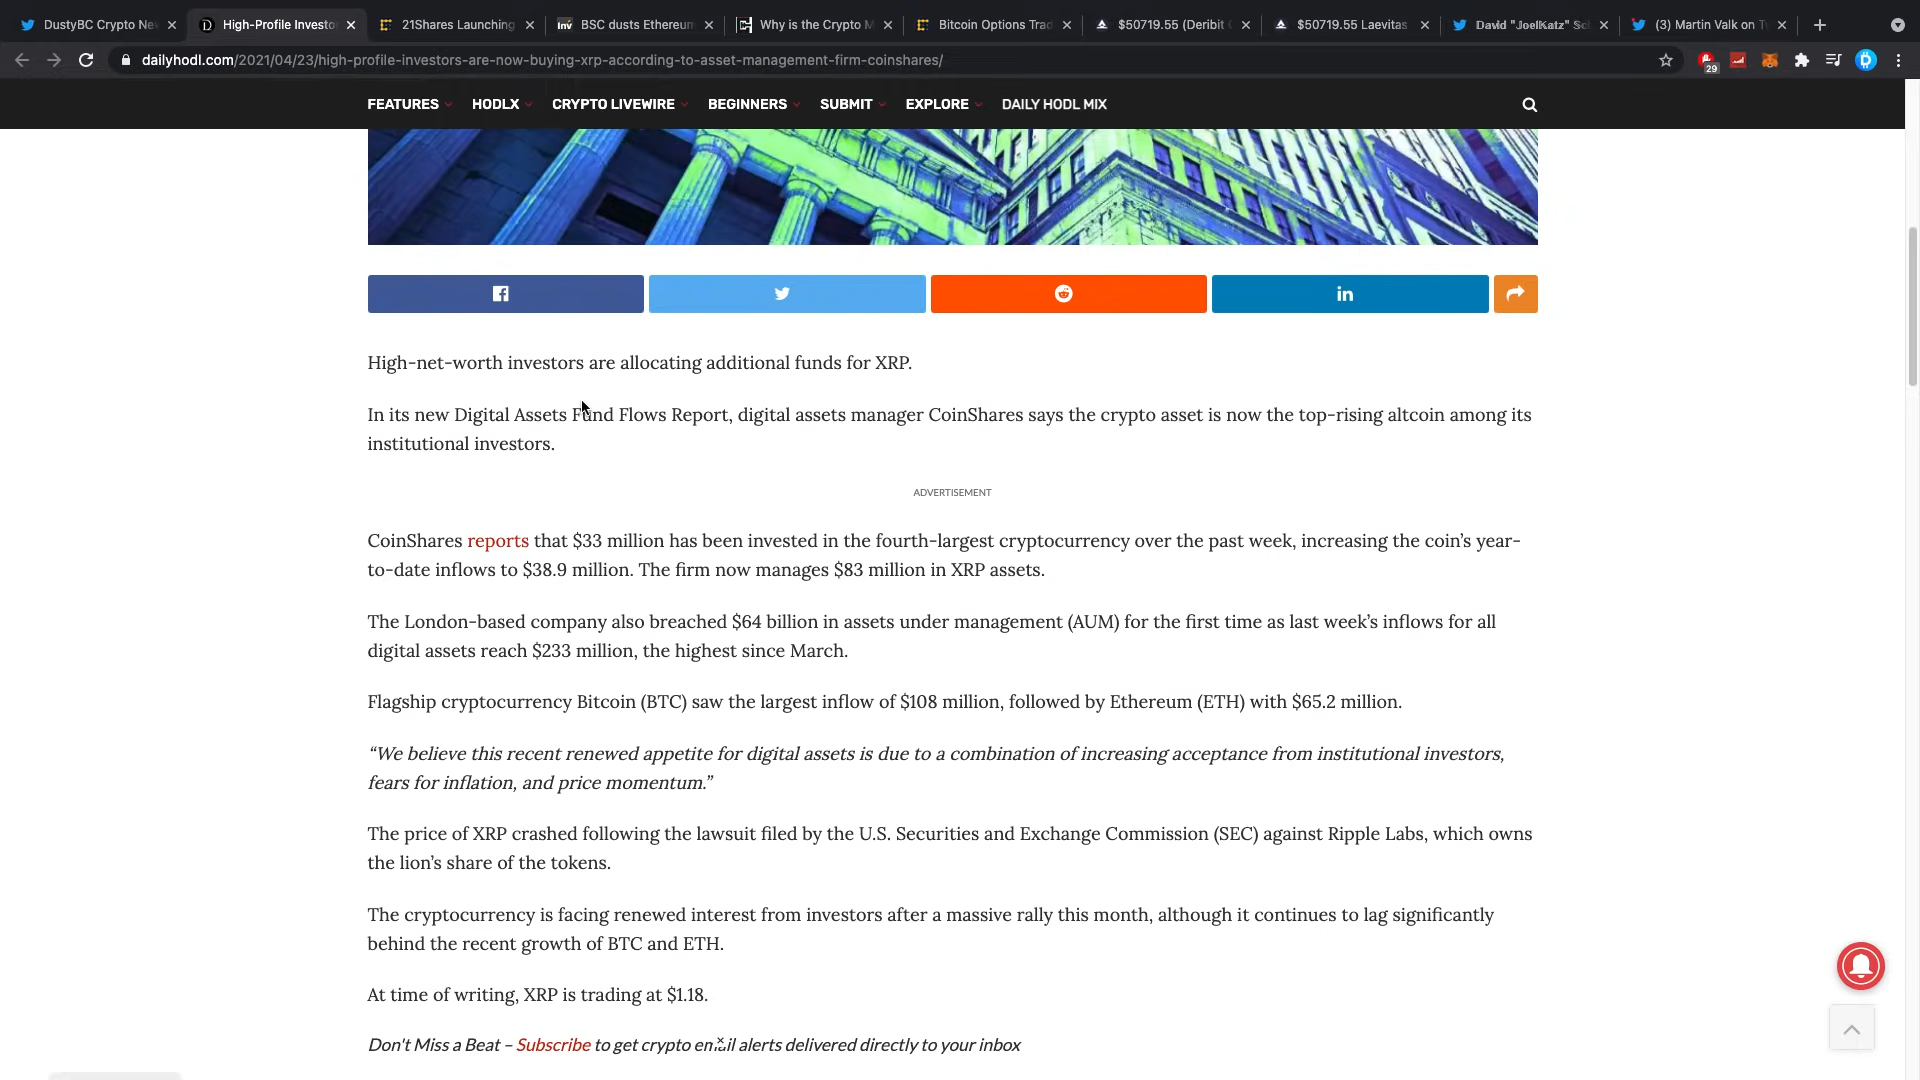 DustyBC Crypto Ne
High-Profile Investo
21Shares Launching
BSC dusts Ethereum
Why is the Crypto M
Bitcoin Options Trad
$50719.55 (Deribit
$50719.55 Laevitas
David "JoelKatz" Sc
(3) Martin Valk on T
dailyhodl.com/2021/04/23/high-profile-investors-are-now-buying-xrp-according-to-asset-management-firm-coinshares/
29
FEATURES HODLX CRYPTO LIVEWIRE BEGINNERS SUBMIT EXPLORE DAILY HODL MIX
High-net-worth investors are allocating additional funds for XRP.
In its new Digital Assets Fund Flows Report, digital assets manager CoinShares says the crypto asset is now the top-rising altcoin among its
institutional investors.
ADVERTISEMENT
CoinShares reports that $33 million has been invested in the fourth-largest cryptocurrency over the past week, increasing the coin's year-
to-date inflows to $38.9 million. The firm now manages $83 million in XRP assets.
The London-based company also breached $64 billion in assets under management (AUM) for the first time as last week's inflows for all
digital assets reach $233 million, the highest since March.
Flagship cryptocurrency Bitcoin (BTC) saw the largest inflow of $108 million, followed by Ethereum (ETH) with $65.2 million.
“We believe this recent renewed appetite for digital assets is due to a combination of increasing acceptance from institutional investors,
fears for inflation, and price momentum.”
The price of XRP crashed following the lawsuit filed by the U.S. Securities and Exchange Commission (SEC) against Ripple Labs, which owns
the lion's share of the tokens.
The cryptocurrency is facing renewed interest from investors after a massive rally this month, although it continues to lag significantly
behind the recent growth of BTC and ETH.
At time of writing, XRP is trading at $1.18.
Don't Miss a Beat – Subscribe to get crypto email alerts delivered directly to your inbox